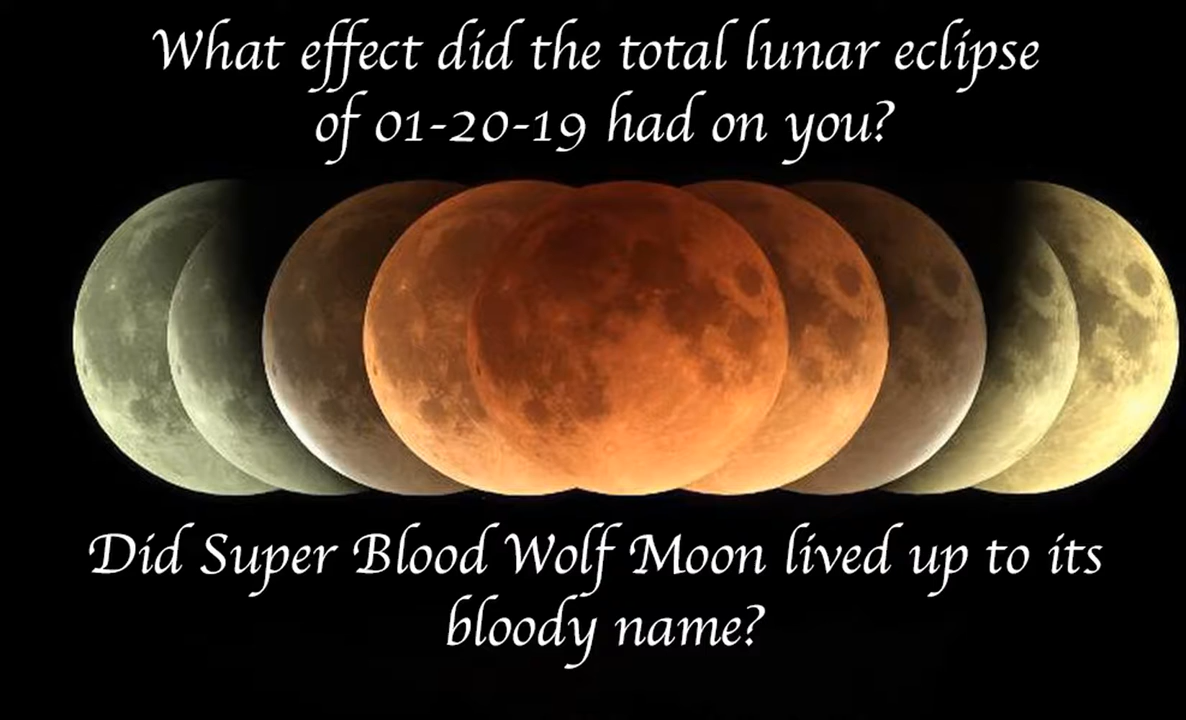 What effect did the total lunar eclipse
of 01-20-19 had on you?
Did Super Blood Wolf Moon lived up to its
bloody name?